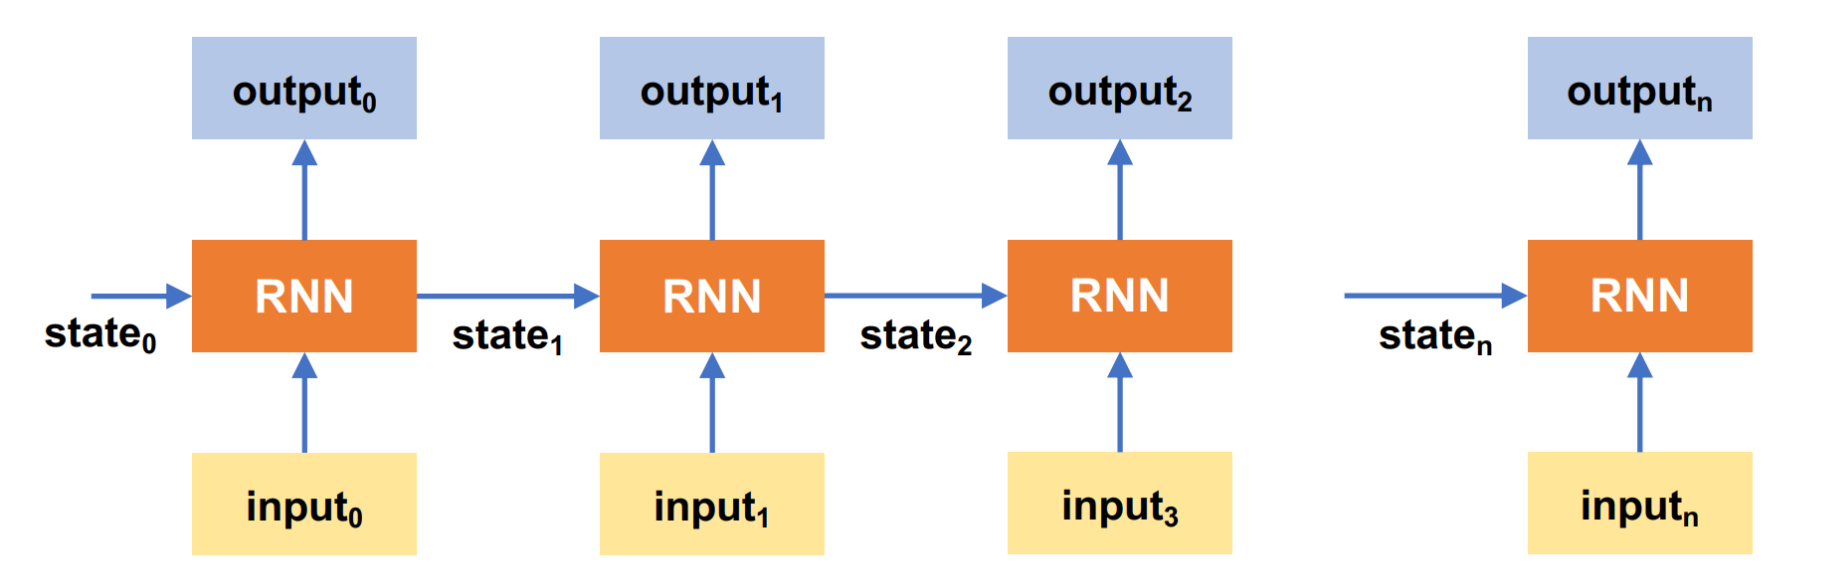 output₀ output₁ output₂ outputₙ
RNN RNN RNN RNN
state₀ state₁ state₂ stateₙ
input₀ input₁ input₃ inputₙ